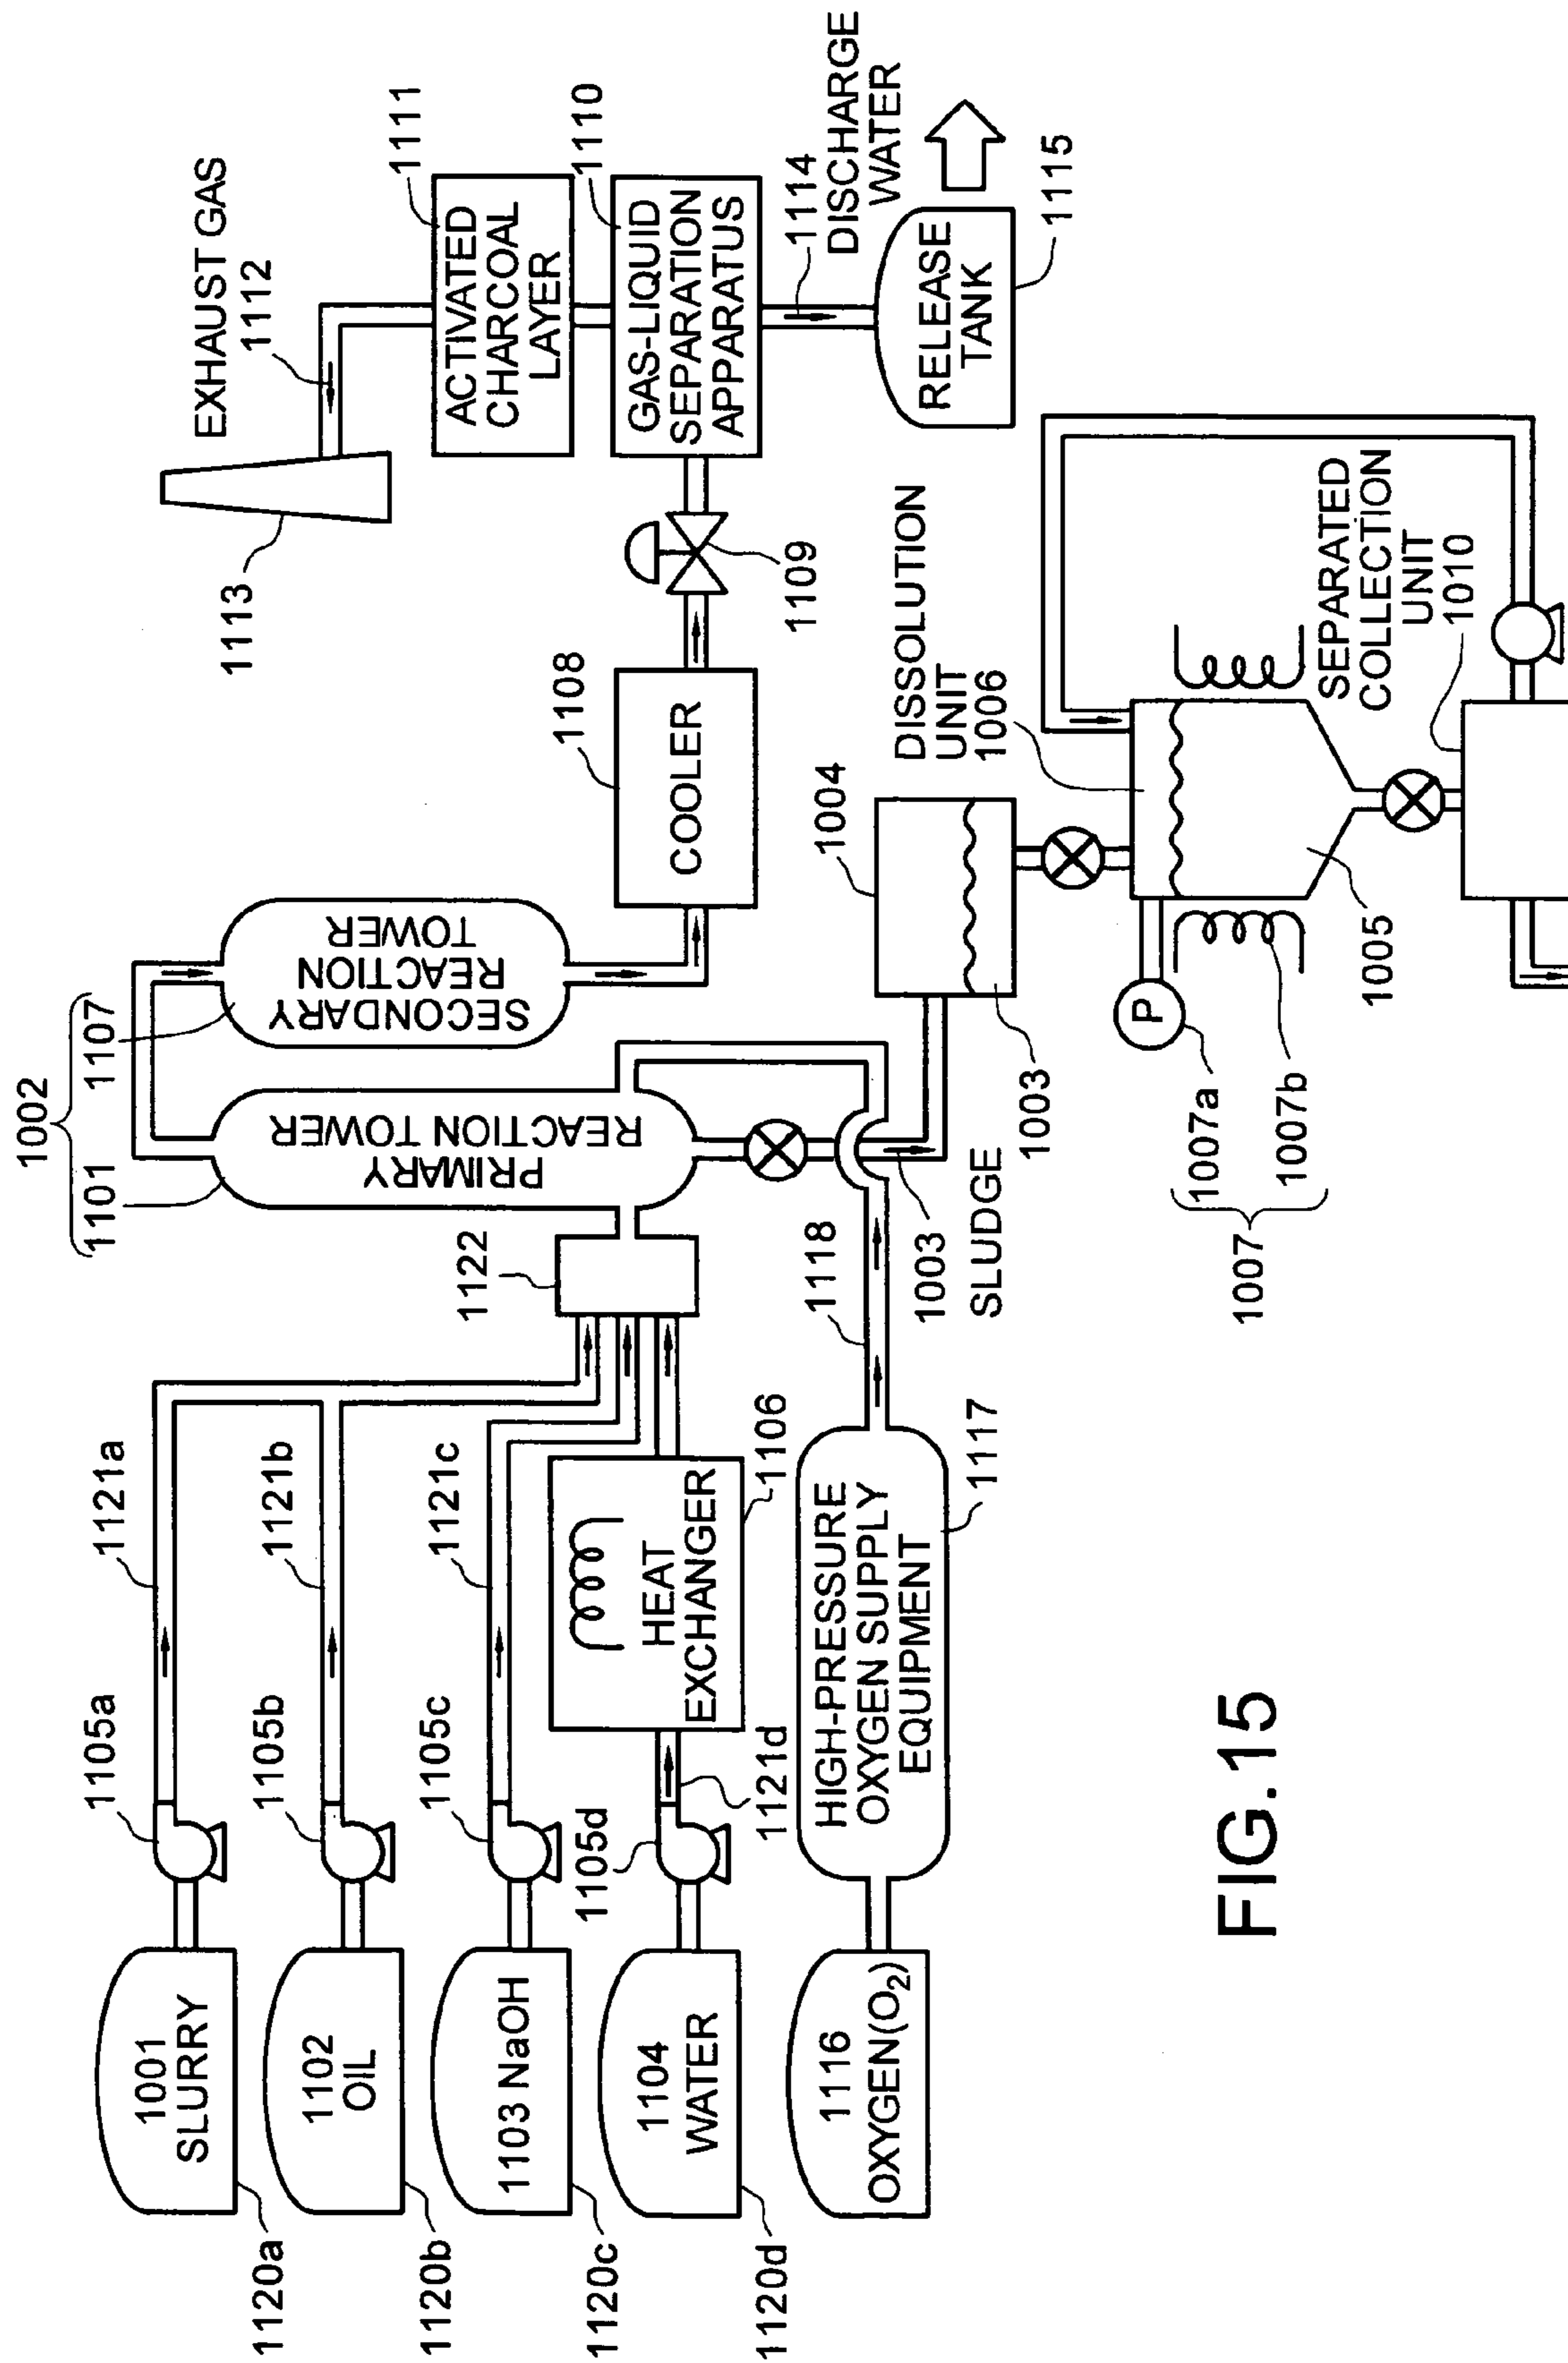 1120a
1001
SLURRY
1105a
1121a
1120b
1102
OIL
1105b
1121b
1120c
1103 NaOH
1105c
1121c
1120d
1104
WATER
1105d
1121d
HEAT
EXCHANGER
1106
1116
OXYGEN(O2)
HIGH-PRESSURE
OXYGEN SUPPLY
EQUIPMENT
1117
1118
1122
1002
1101
1107
PRIMARY
REACTION TOWER
SECONDARY
REACTION
TOWER
1108
COOLER
1109
1113
EXHAUST GAS
1112
1111
ACTIVATED
CHARCOAL
LAYER
1110
GAS-LIQUID
SEPARATION
APPARATUS
1114
DISCHARGE
WATER
RELEASE
TANK
1115
1003
SLUDGE
1003
1004
DISSOLUTION
UNIT
1006
P
1007a
1007b
1007
1005
SEPARATED
COLLECTION
UNIT
1010
FIG.15